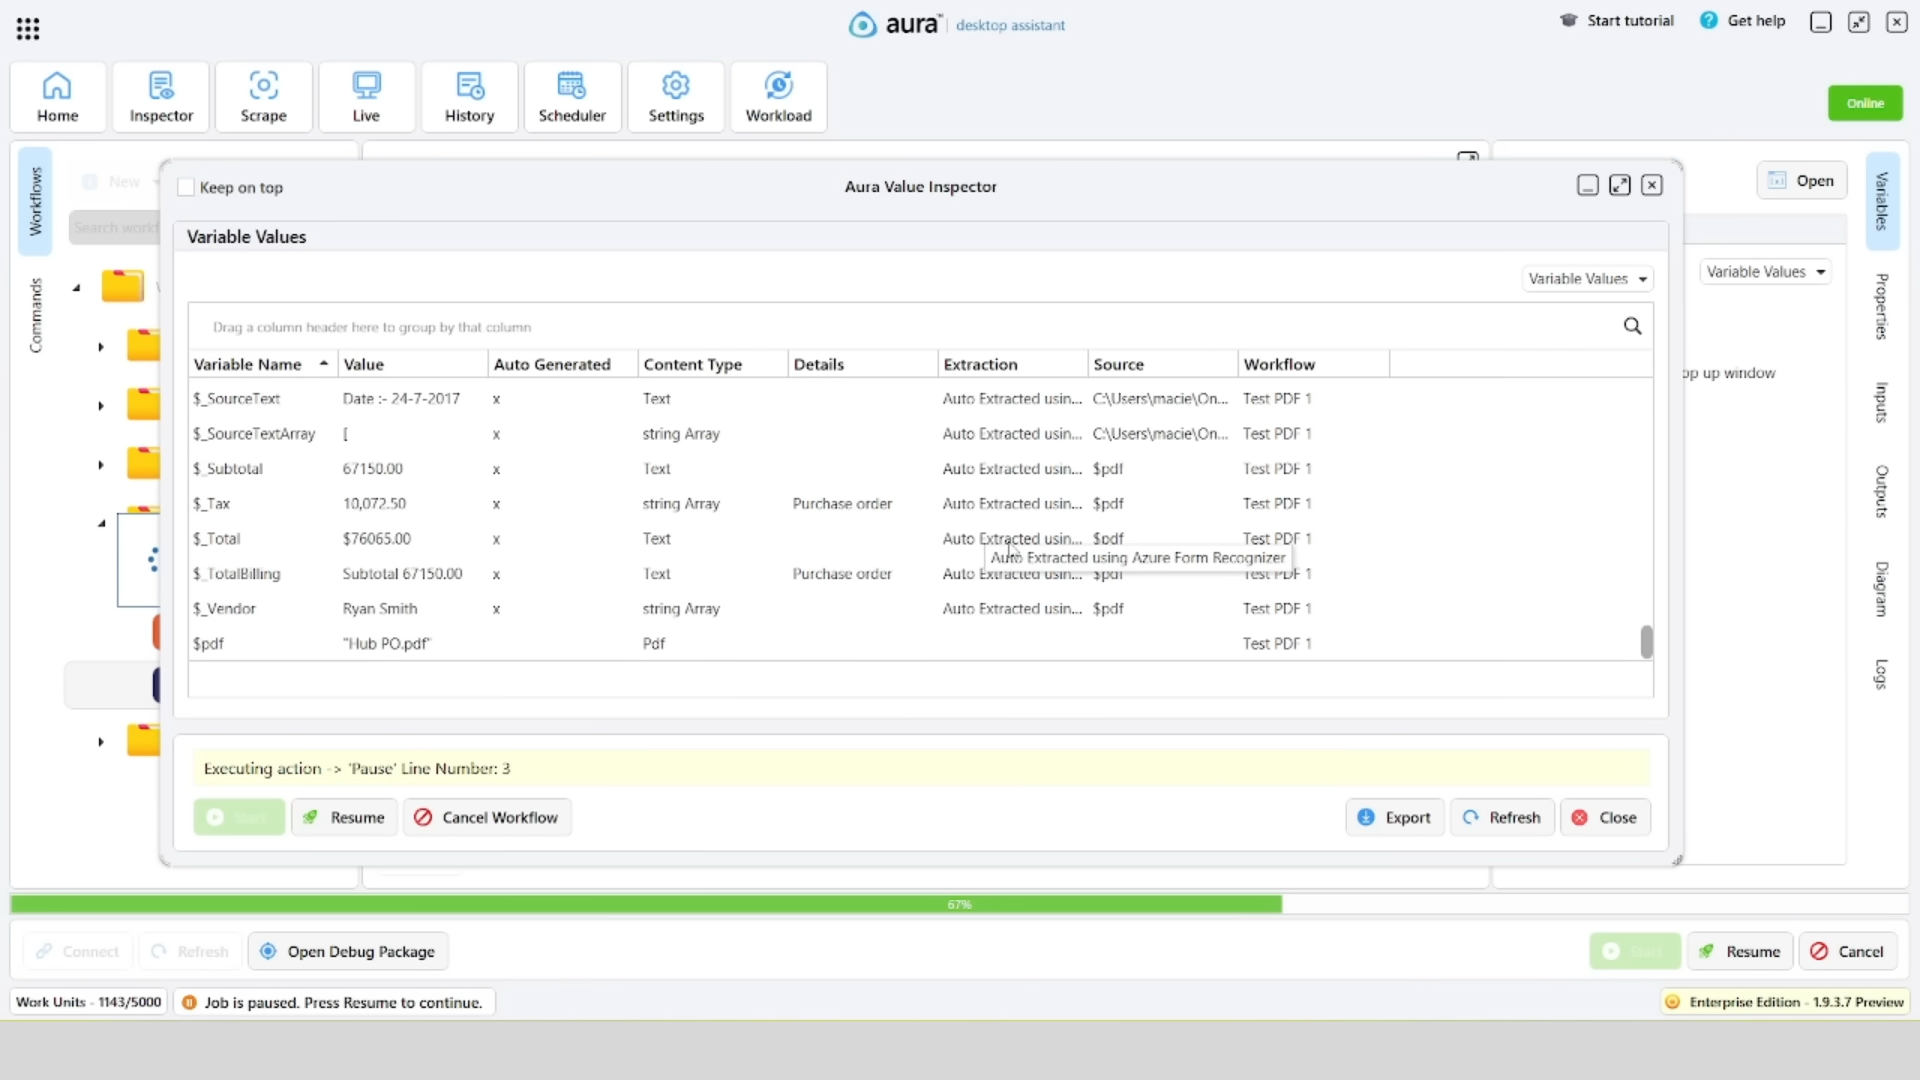 aura™ | desktop assistant
Start tutorial
Get help
Home
Inspector
Scrape
Live
History
Scheduler
Settings
Workload
Online
Workflows
Commands
New
Search workf
Keep on top
Aura Value Inspector
Open
Variable Values
Variable Values
Variable Values
op up window
Variables
Properties
Inputs
Outputs
Diagram
Logs
Drag a column header here to group by that column
Variable Name Value Auto Generated Content Type Details Extraction Source Workflow
$_SourceText Date :- 24-7-2017 x Text Auto Extracted usin... C:\Users\macie\On... Test PDF 1
$_SourceTextArray [ x string Array Auto Extracted usin... C:\Users\macie\On... Test PDF 1
$_Subtotal 67150.00 x Text Auto Extracted usin... $pdf Test PDF 1
$_Tax 10,072.50 x string Array Purchase order Auto Extracted usin... $pdf Test PDF 1
$_Total $76065.00 x Text Auto Extracted usin... $pdf Test PDF 1
Auto Extracted using Azure Form Recognizer
$_TotalBilling Subtotal 67150.00 x Text Purchase order Auto Extracted usin... $pdf Test PDF 1
$_Vendor Ryan Smith x string Array Auto Extracted usin... $pdf Test PDF 1
$pdf "Hub PO.pdf" Pdf Test PDF 1
Executing action -> 'Pause' Line Number: 3
Resume
Cancel Workflow
Export
Refresh
Close
67%
Connect
Refresh
Open Debug Package
Resume
Cancel
Work Units - 1143/5000
Job is paused. Press Resume to continue.
Enterprise Edition - 1.9.3.7 Preview